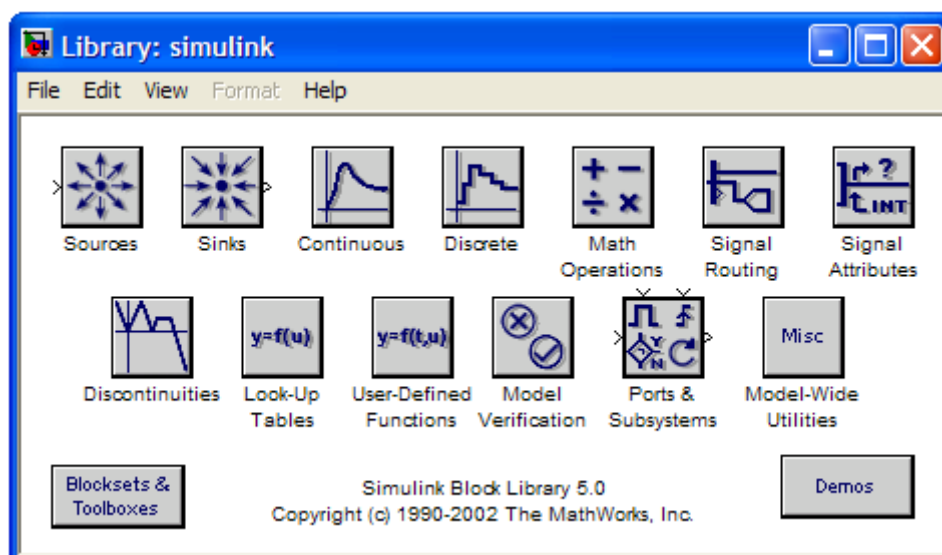 Library: simulink
File Edit View Format Help
Sources Sinks Continuous Discrete Math Operations Signal Routing Signal Attributes
? INT
y=f(u) y=f(t,u) Misc
Discontinuities Look-Up Tables User-Defined Functions Model Verification Ports & Subsystems Model-Wide Utilities
Y N
Blocksets & Toolboxes
Simulink Block Library 5.0
Copyright (c) 1990-2002 The MathWorks, Inc.
Demos